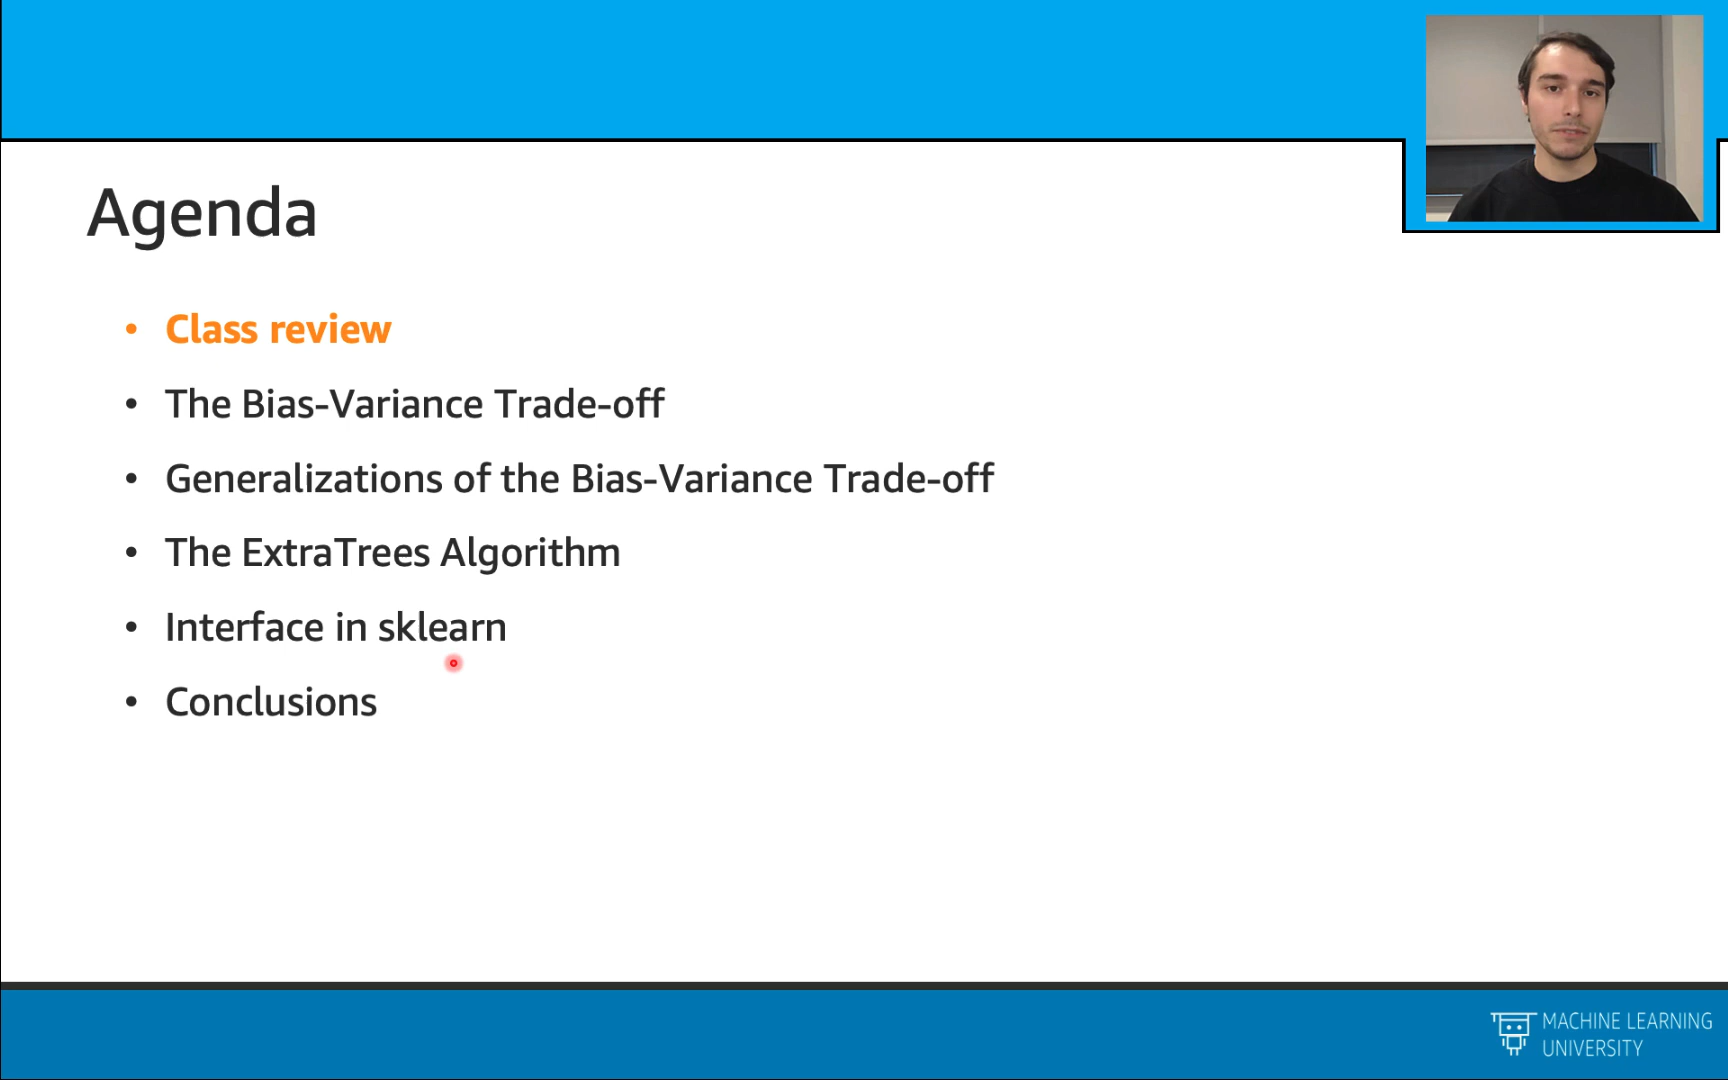 Agenda
• Class review
• The Bias-Variance Trade-off
• Generalizations of the Bias-Variance Trade-off
• The ExtraTrees Algorithm
• Interface in sklearn
• Conclusions
MACHINE LEARNING
UNIVERSITY